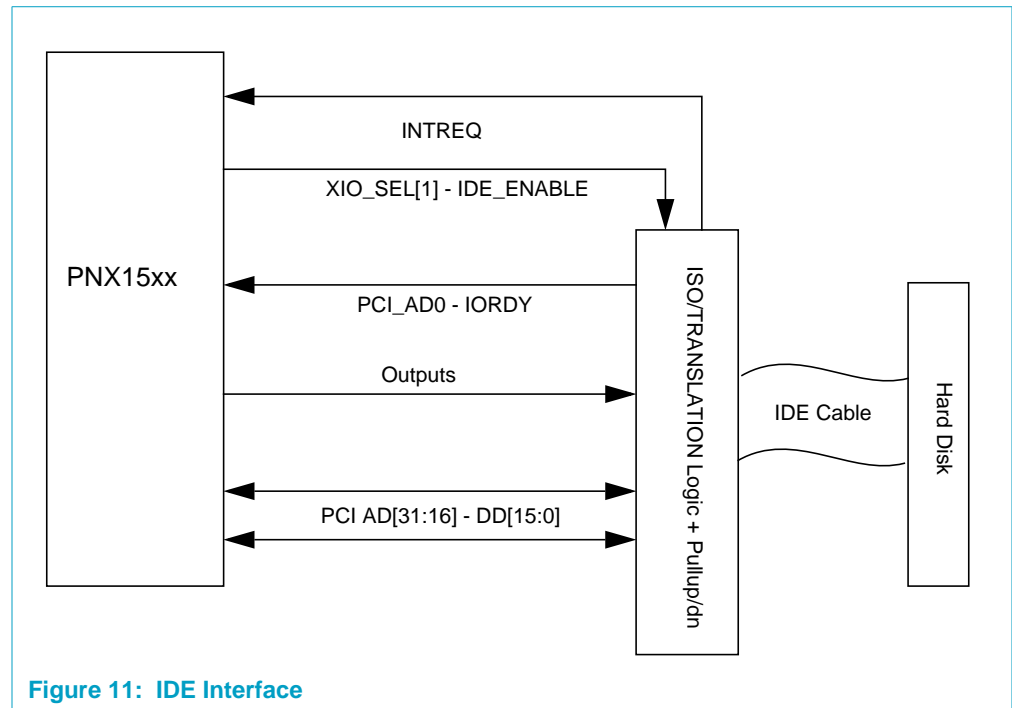 INTREQ
XIO_SEL[1] - IDE_ENABLE
PNX15xx
PCI_AD0 - IORDY
Outputs
PCI AD[31:16] - DD[15:0]
ISO/TRANSLATION Logic + Pullup/dn
IDE Cable
Hard Disk
Figure 11: IDE Interface